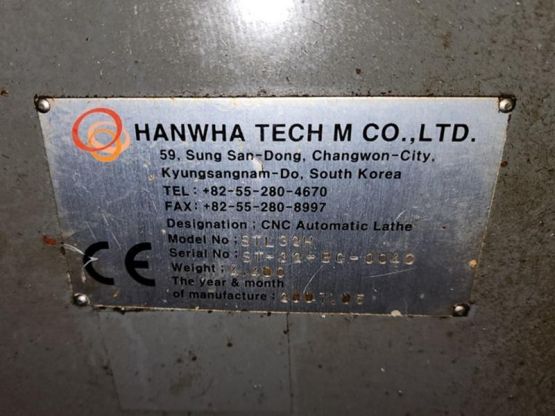 HANWHA TECH M CO.,LTD.
59, Sung San-Dong, Changwon-City,
Kyungsangnam-Do, South Korea
TEL : +82-55-280-4670
FAX: +82-55-280-8997
Designation : CNC Automatic Lathe
Model No : STL32H
Serial No :
Weight :
The year & month
of manufacture :
CE